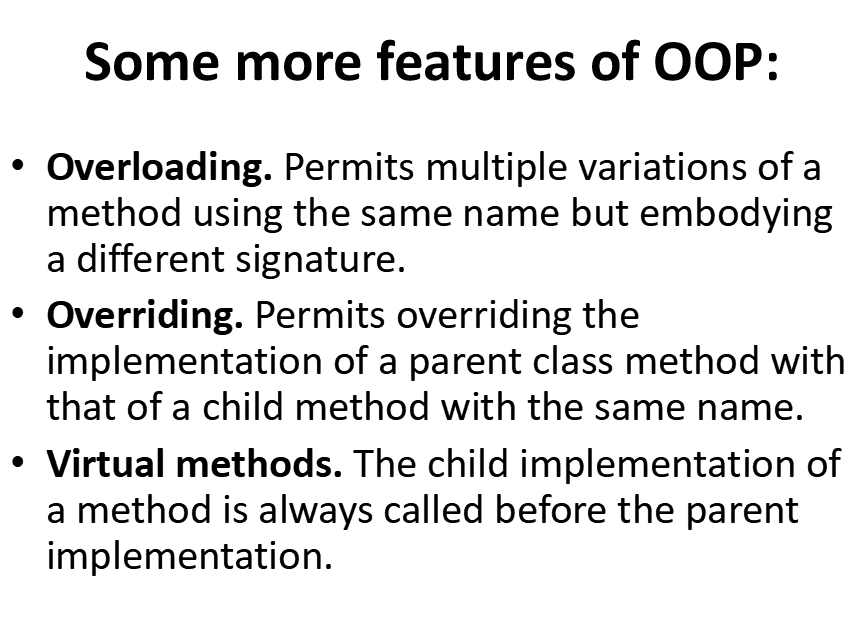 Some more features of OOP:
• Overloading. Permits multiple variations of a
method using the same name but embodying
a different signature.
• Overriding. Permits overriding the
implementation of a parent class method with
that of a child method with the same name.
• Virtual methods. The child implementation of
a method is always called before the parent
implementation.